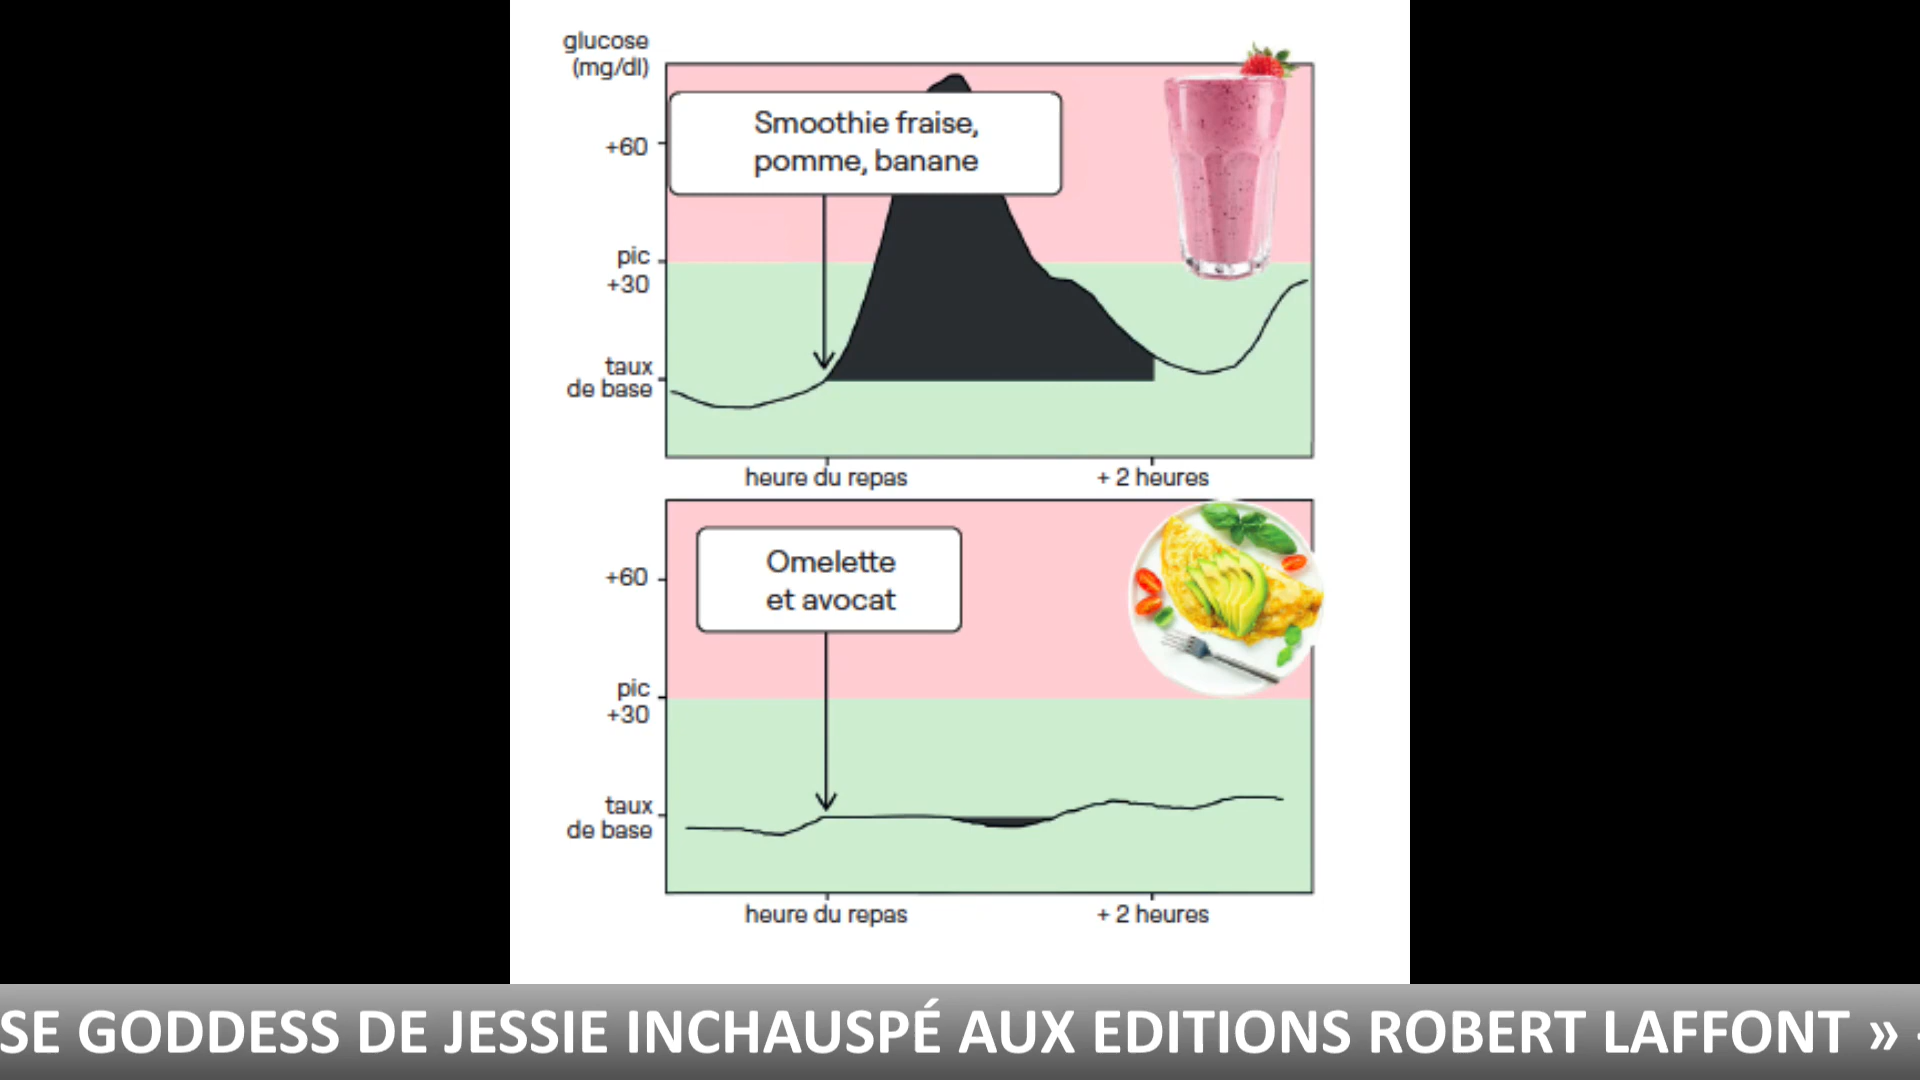 glucose
(mg/dl)
Smoothie fraise,
pomme, banane
+60
pic
+30
taux
de base
heure du repas
+ 2 heures
Omelette
et avocat
+60
pic
+30
taux
de base
heure du repas
+ 2 heures
SE GODDESS DE JESSIE INCHAUSPÉ AUX EDITIONS ROBERT LAFFONT » -